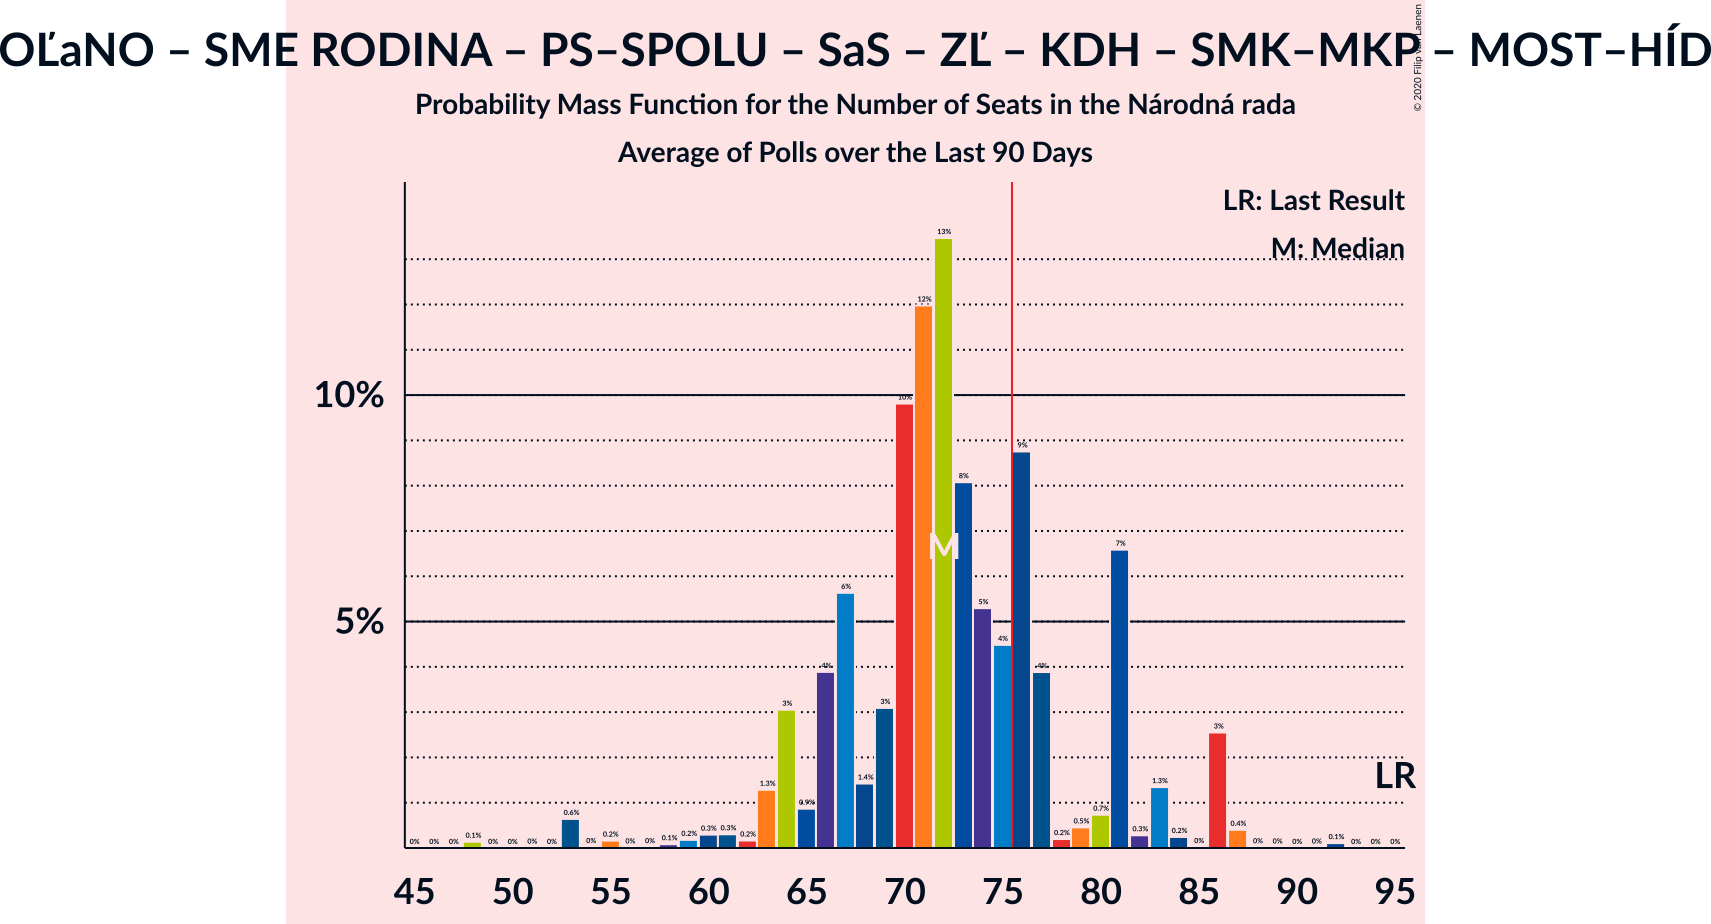 OĽaNO – SME RODINA – PS–SPOLU – SaS – ZĽ – KDH – SMK–MKP – MOST–HÍD
© 2020 Filip van Laenen
Probability Mass Function for the Number of Seats in the Národná rada
Average of Polls over the Last 90 Days
LR: Last Result
M: Median
10%
5%
0% 0% 0% 0.1% 0% 0% 0% 0% 0.6% 0% 0.2% 0% 0% 0.1% 0.2% 0.3% 0.3% 0.2% 1.3% 3% 0.9% 4% 6% 1.4% 3% 10% 12% 13% 8% 5% 4% 9% 4% 0.2% 0.5% 0.7% 7% 0.3% 1.3% 0.2% 0% 3% 0.4% 0% 0% 0% 0% 0.1% 0% 0% 0%
M
LR
45 50 55 60 65 70 75 80 85 90 95